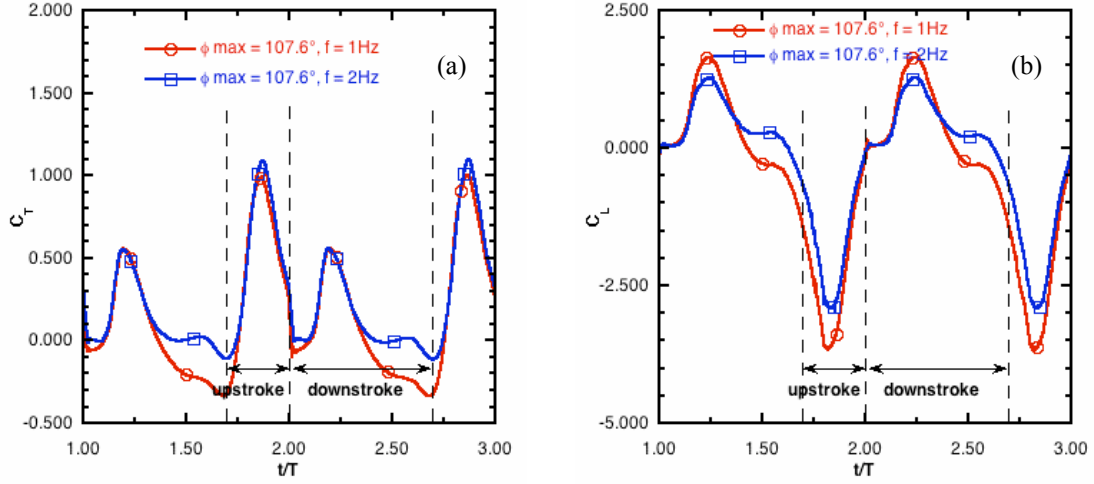 2.000
1.500
1.000
0.500
0.000
-0.500
C_T
ϕ max = 107.6°, f = 1Hz
ϕ max = 107.6°, f = 2Hz
(a)
upstroke
downstroke
1.00
1.50
2.00
2.50
3.00
t/T
2.500
0.000
-2.500
-5.000
C_L
ϕ max = 107.6°, f = 1Hz
ϕ max = 107.6°, f = 2Hz
(b)
upstroke
downstroke
1.00
1.50
2.00
2.50
3.00
t/T